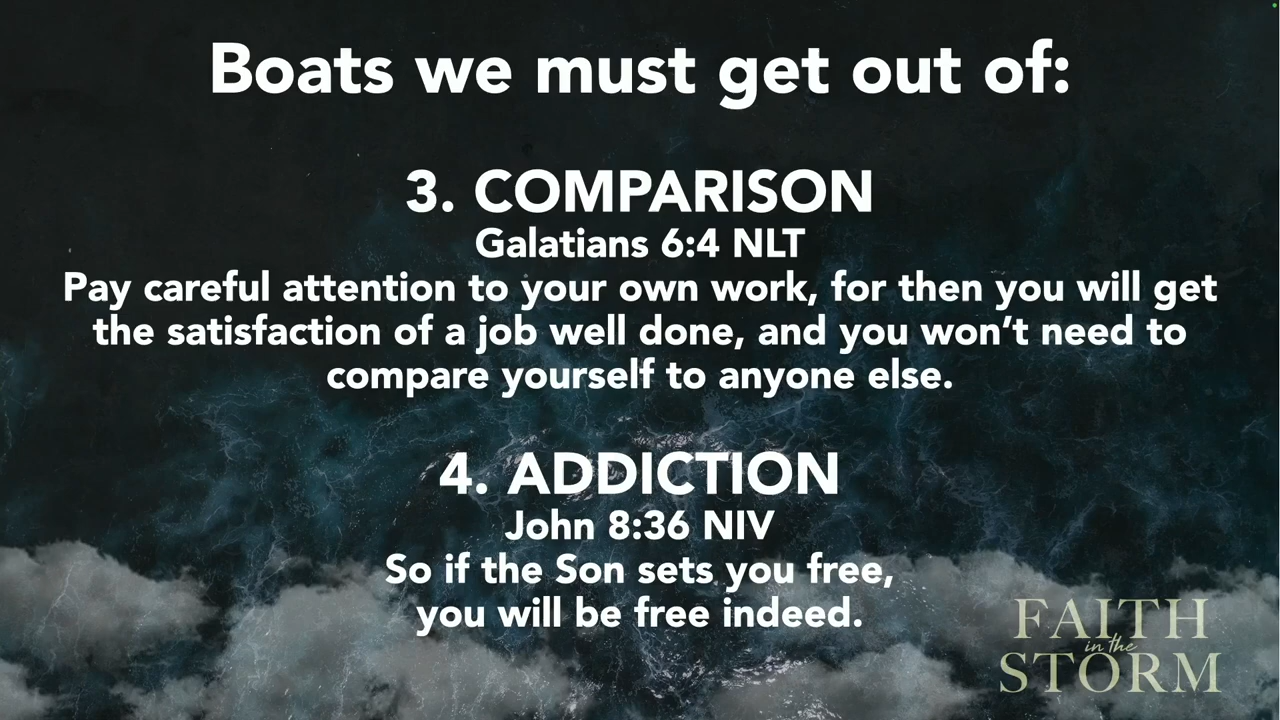 Boats we must get out of:
3. COMPARISON
Galatians 6:4 NLT
Pay careful attention to your own work, for then you will get
the satisfaction of a job well done, and you won’t need to
compare yourself to anyone else.
4. ADDICTION
John 8:36 NIV
So if the Son sets you free,
you will be free indeed.
FAITH
in the
STORM